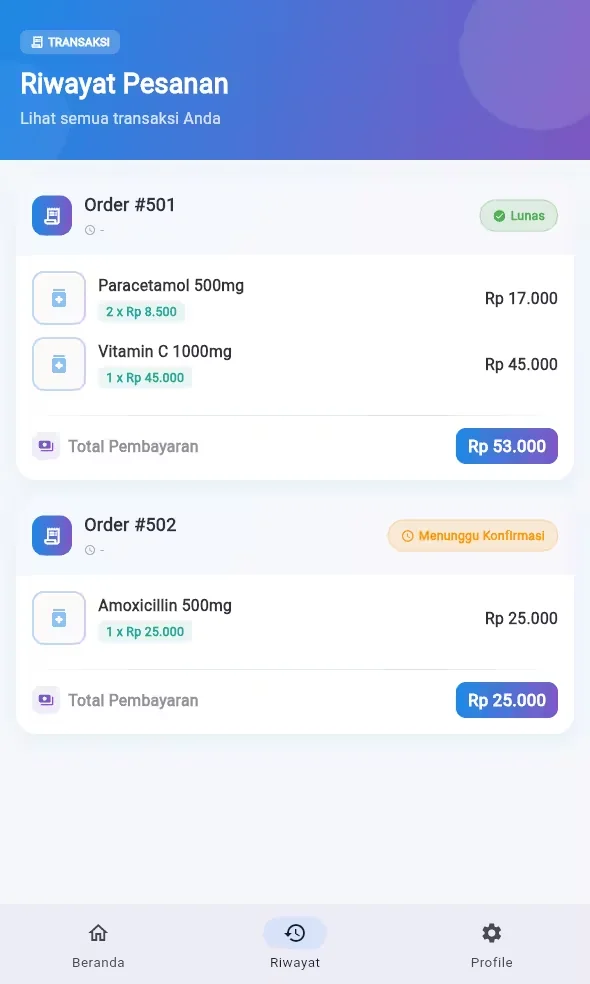 TRANSAKSI
Riwayat Pesanan
Lihat semua transaksi Anda
Order #501
-
Lunas
Paracetamol 500mg
2 x Rp 8.500
Rp 17.000
Vitamin C 1000mg
1 x Rp 45.000
Rp 45.000
Total Pembayaran
Rp 53.000
Order #502
-
Menunggu Konfirmasi
Amoxicillin 500mg
1 x Rp 25.000
Rp 25.000
Total Pembayaran
Rp 25.000
Beranda
Riwayat
Profile